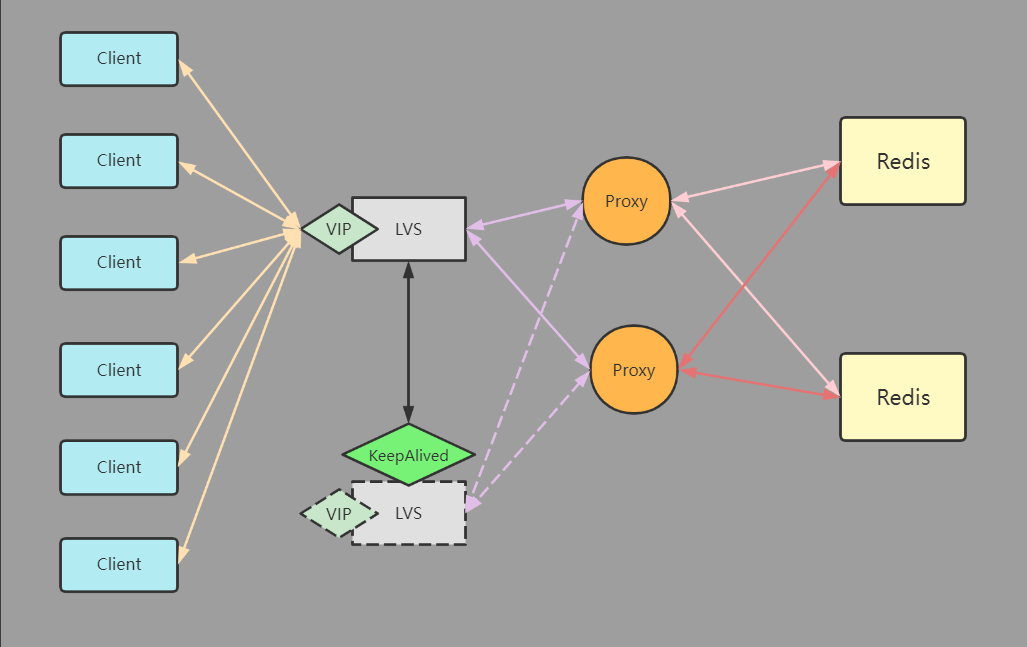 Client
Client
Client
Client
Client
Client
VIP
LVS
KeepAlived
VIP
LVS
Proxy
Proxy
Redis
Redis